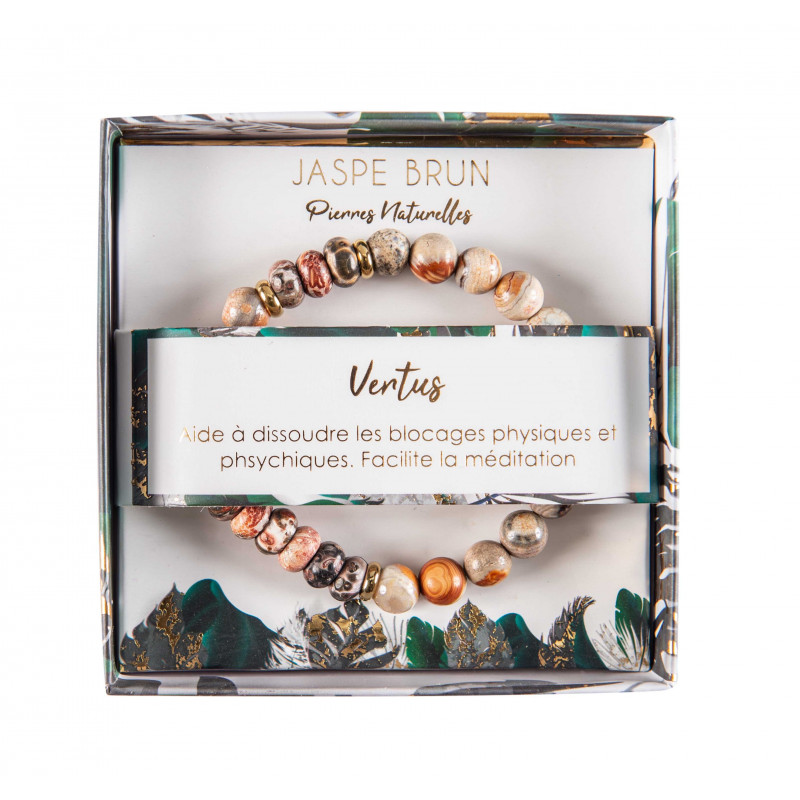 JASPE BRUN
Pierres Naturelles
Vertus
Aide à dissoudre les blocages physiques et
phsychiques. Facilite la méditation